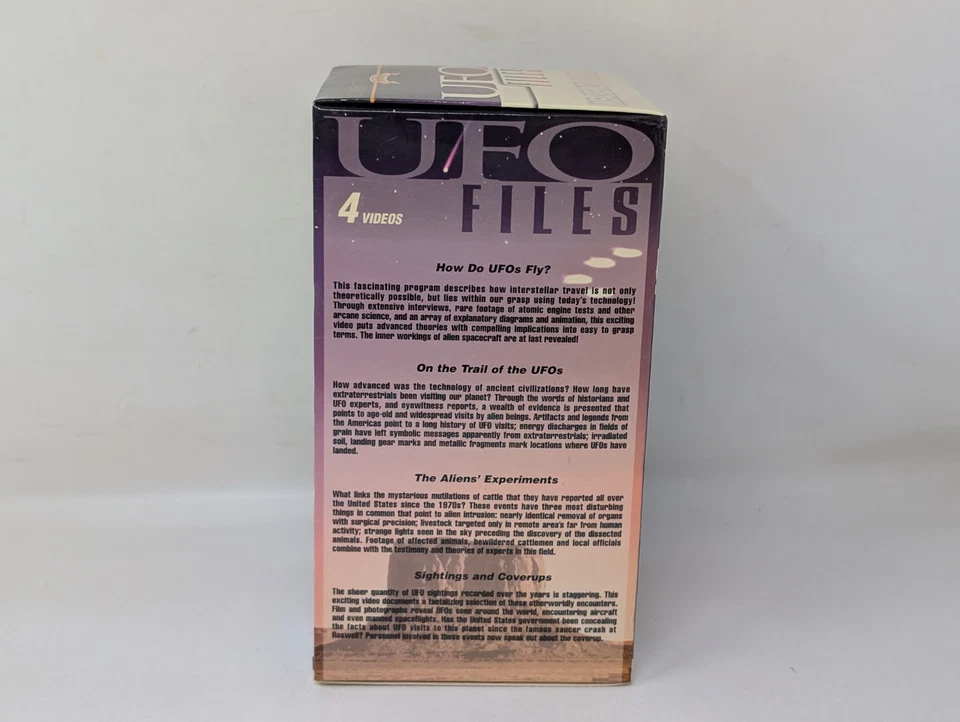 UFO
UFO
FILES
4 VIDEOS
How Do UFOs Fly?
This fascinating program describes how interstellar travel is not only
theoretically possible, but lies within our grasp using today's technology!
Through extensive interviews, rare footage of atomic engine tests and other
arcane science, and an array of explanatory diagrams and animation, this exciting
video puts advanced theories with compelling implications into easy to grasp
terms. The inner workings of alien spacecraft are at last revealed!
On the Trail of the UFOs
How advanced was the technology of ancient civilizations? How long have
extraterrestrials been visiting our planet? Through the words of historians and
UFO experts, and eyewitness reports, a wealth of evidence is presented that
points to age-old and widespread visits by alien beings. Artifacts and legends from
the Americas point to a long history of UFO visits; energy discharges in fields of
grain have left symbolic messages apparently from extraterrestrials; irradiated
soil, landing gear marks and metallic fragments mark locations where UFOs have
landed.
The Aliens' Experiments
What links the mysterious mutilations of cattle that they have reported all over
the United States since the 1970s? These events have three most disturbing
things in common that point to alien intrusion: nearly identical removal of organs
with surgical precision; livestock targeted only in remote area's far from human
activity; strange lights seen in the sky preceding the discovery of the dissected
animals. Footage of affected animals, bewildered cattlemen and local officials
combine with the testimony and theories of experts in this field.
Sightings and Coverups
The sheer quantity of UFO sightings recorded over the years is staggering. This
exciting video documents a tantalizing selection of these otherworldly encounters.
Film and photographs reveal UFOs seen around the world, encountering aircraft
and even manned spaceflights. Has the United States government been concealing
the facts about UFO visits to this planet since the famous saucer crash at
Roswell? Personnel involved in these events now speak out about the coverup.